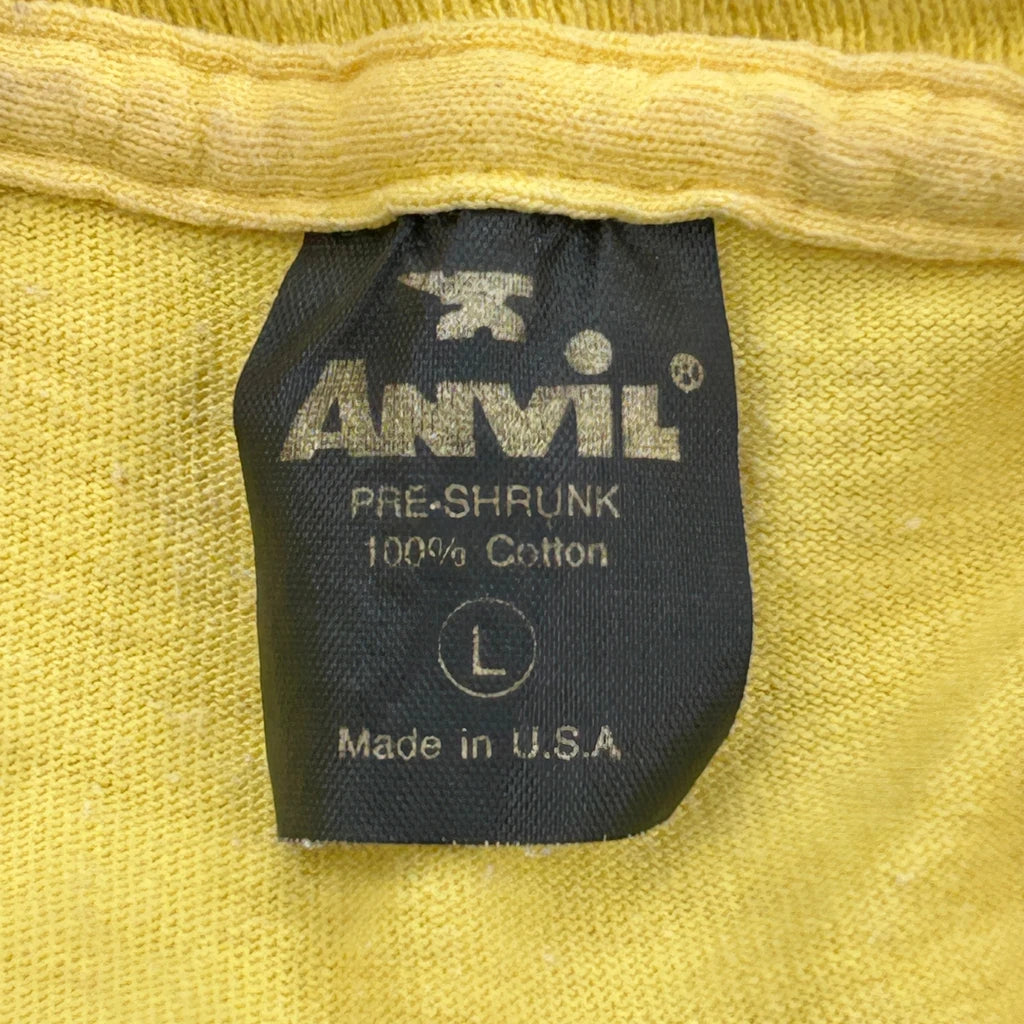 ANViL®
PRE-SHRUNK
100% Cotton
L
Made in U.S.A